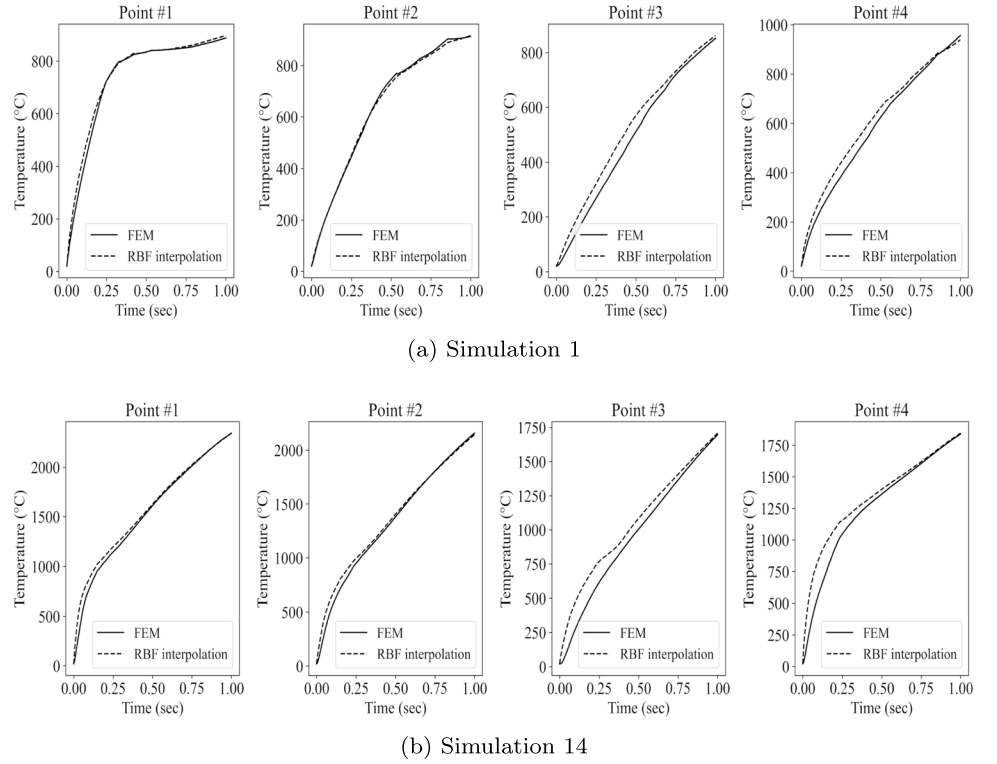 Point #1 Point #2 Point #3 Point #4
1000
800 800 800 800
600 600 600 600
400 400 400 400
200 200 200 200
0 0 0 0
Temperature (°C) Temperature (°C) Temperature (°C) Temperature (°C)
FEM FEM FEM FEM
RBF interpolation RBF interpolation RBF interpolation RBF interpolation
0.00 0.25 0.50 0.75 1.00 0.00 0.25 0.50 0.75 1.00 0.00 0.25 0.50 0.75 1.00 0.00 0.25 0.50 0.75 1.00
Time (sec) Time (sec) Time (sec) Time (sec)
(a) Simulation 1
Point #1 Point #2 Point #3 Point #4
2000 2000 1750 1750
1500 1500 1500 1500
1000 1000 1250 1250
500 500 1000 1000
0 0 750 750
500 500
250 250
0 0
Temperature (°C) Temperature (°C) Temperature (°C) Temperature (°C)
FEM FEM FEM FEM
RBF interpolation RBF interpolation RBF interpolation RBF interpolation
0.00 0.25 0.50 0.75 1.00 0.00 0.25 0.50 0.75 1.00 0.00 0.25 0.50 0.75 1.00 0.00 0.25 0.50 0.75 1.00
Time (sec) Time (sec) Time (sec) Time (sec)
(b) Simulation 14